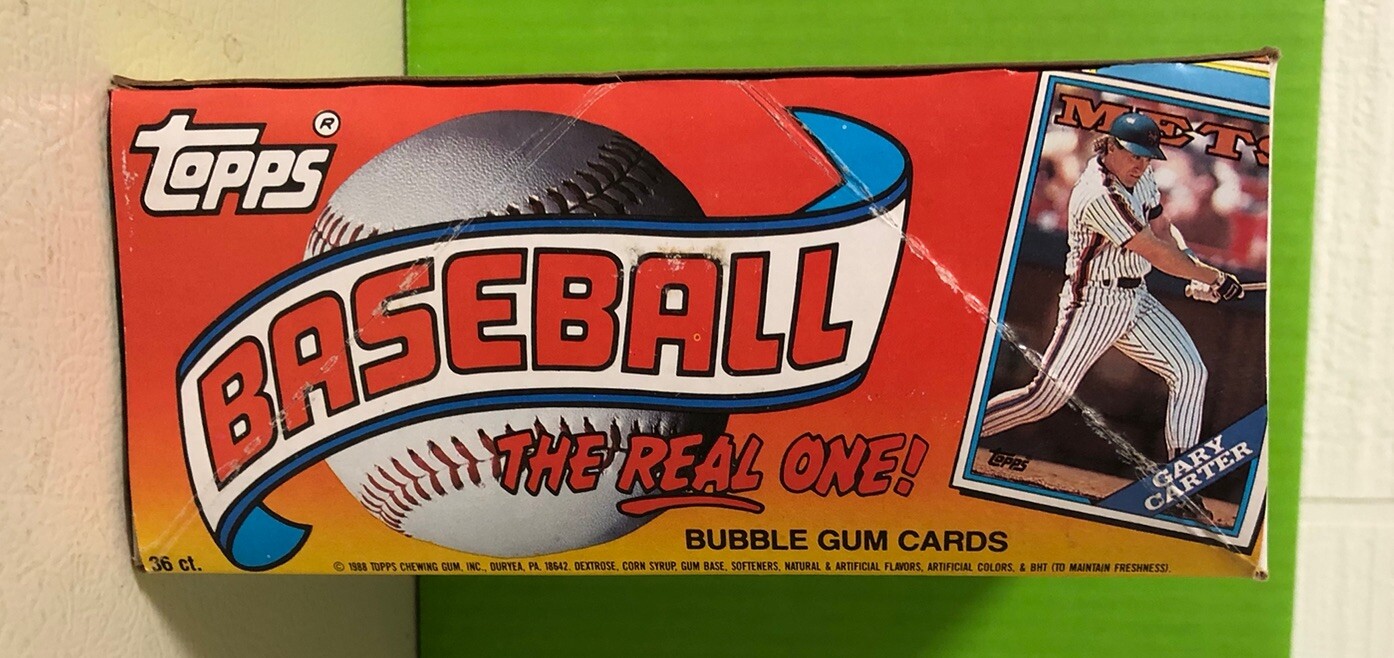 Topps ®
BASEBALL
THE REAL ONE!
BUBBLE GUM CARDS
36 ct.
© 1988 TOPPS CHEWING GUM, INC., DURYEA, PA. 18642. DEXTROSE, CORN SYRUP, GUM BASE, SOFTENERS, NATURAL & ARTIFICIAL FLAVORS, ARTIFICIAL COLORS, & BHT (TO MAINTAIN FRESHNESS).
METS
Topps
GARY
CARTER